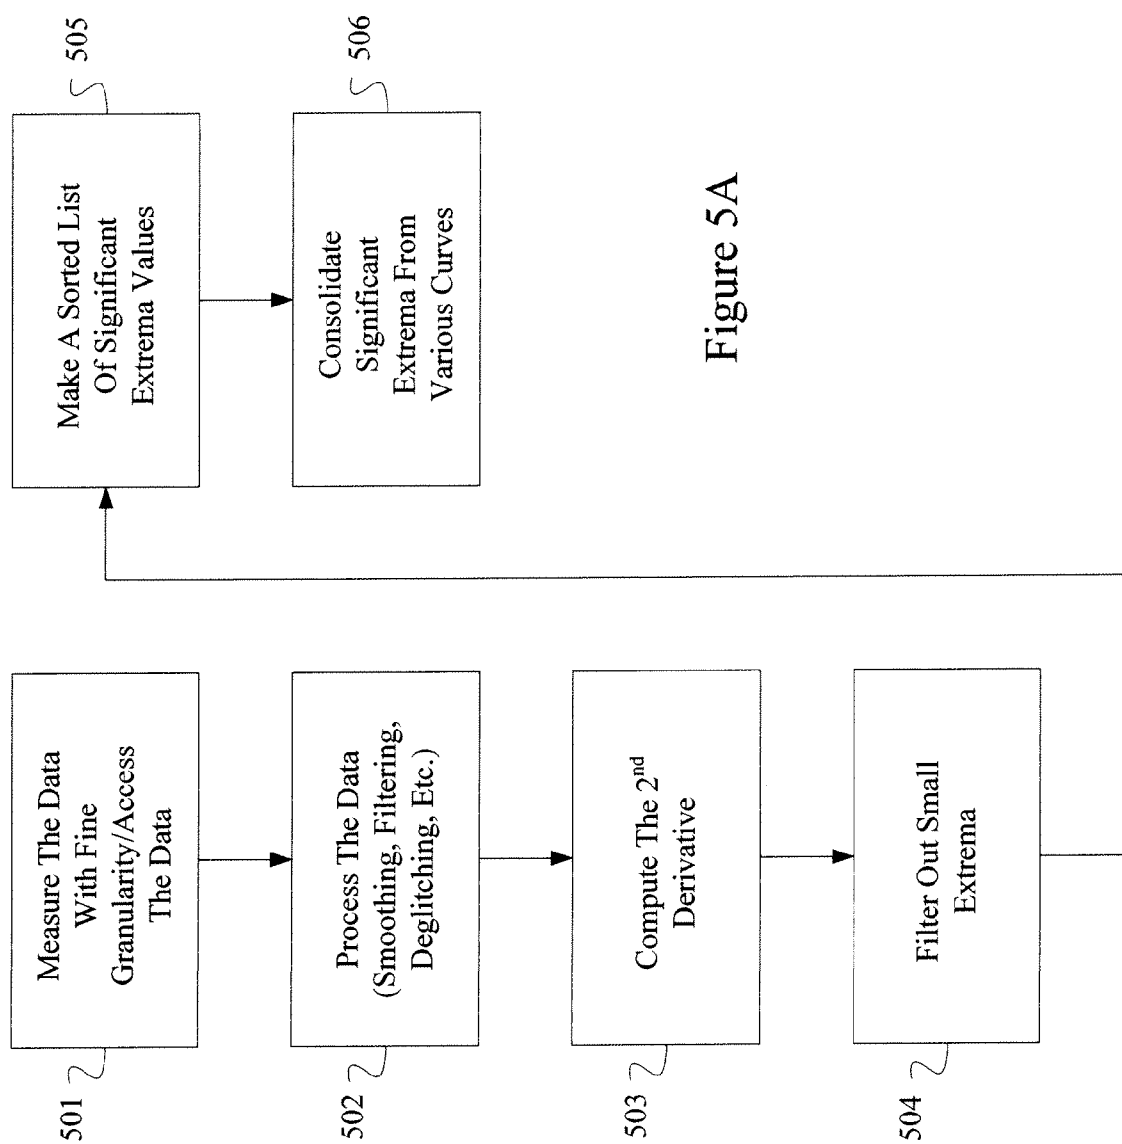 501
Measure The Data
With Fine
Granularity/Access
The Data
502
Process The Data
(Smoothing, Filtering,
Deglitching, Etc.)
503
Compute The 2nd
Derivative
504
Filter Out Small
Extrema
505
Make A Sorted List
Of Significant
Extrema Values
506
Consolidate
Significant
Extrema From
Various Curves
Figure 5A